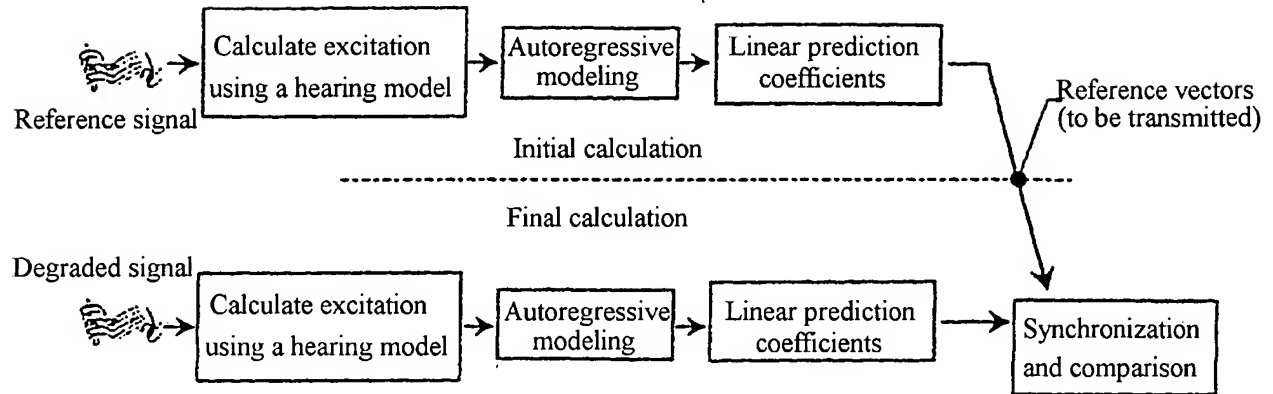 Calculate excitation
using a hearing model
Autoregressive
modeling
Linear prediction
coefficients
Reference signal
Reference vectors
(to be transmitted)
Initial calculation
Final calculation
Degraded signal
Calculate excitation
using a hearing model
Autoregressive
modeling
Linear prediction
coefficients
Synchronization
and comparison